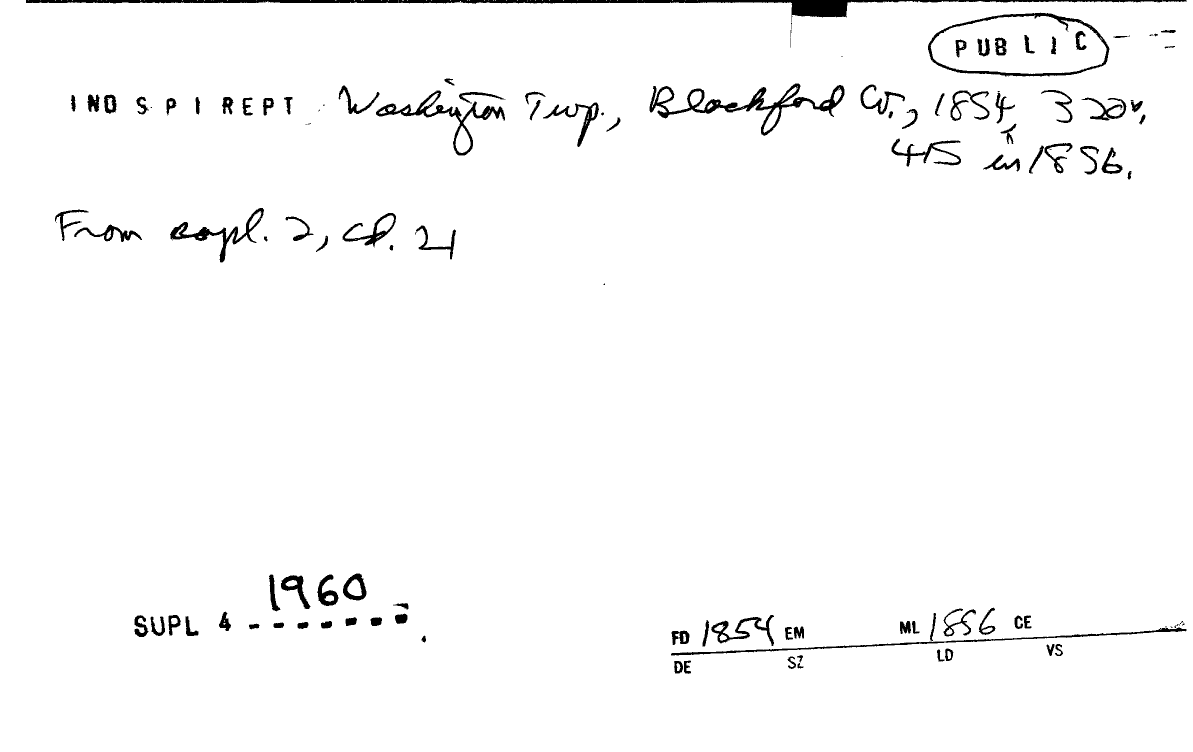 PUBLIC
IND S P I REPT Washington Twp., Blackford Co., 1854, 320v,
415 in 1856.
From supl. 2, cd. 21
SUPL 4 1960
FD 1854 EM ML 1856 CE
DE SZ LD VS